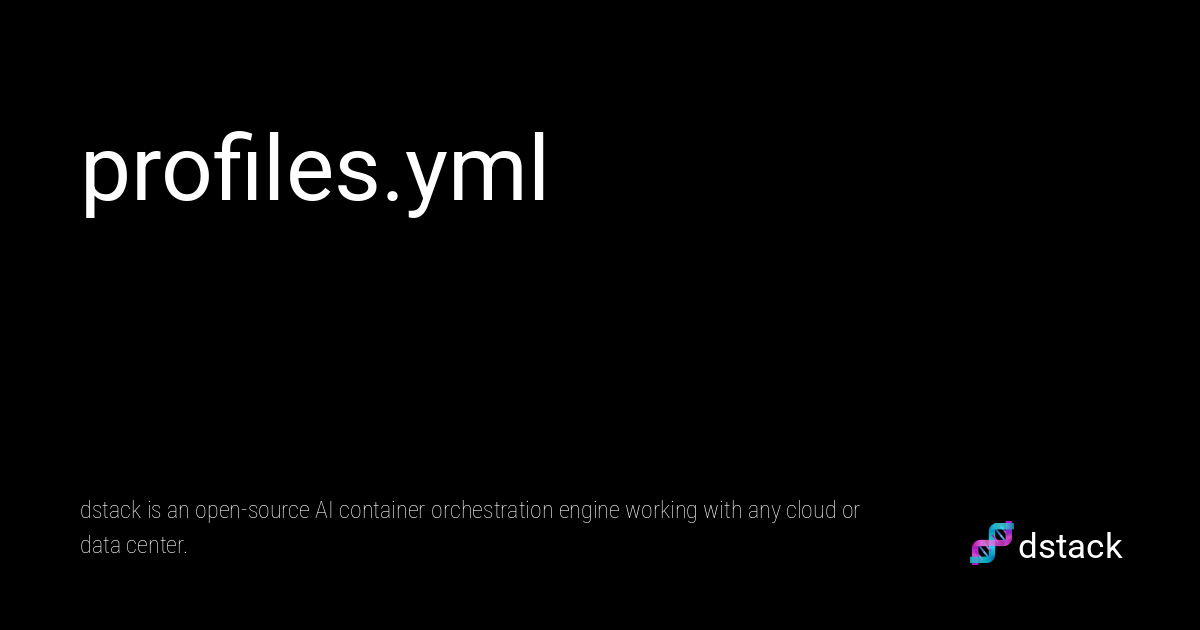 profiles.yml
dstack is an open-source AI container orchestration engine working with any cloud or
data center.
dstack